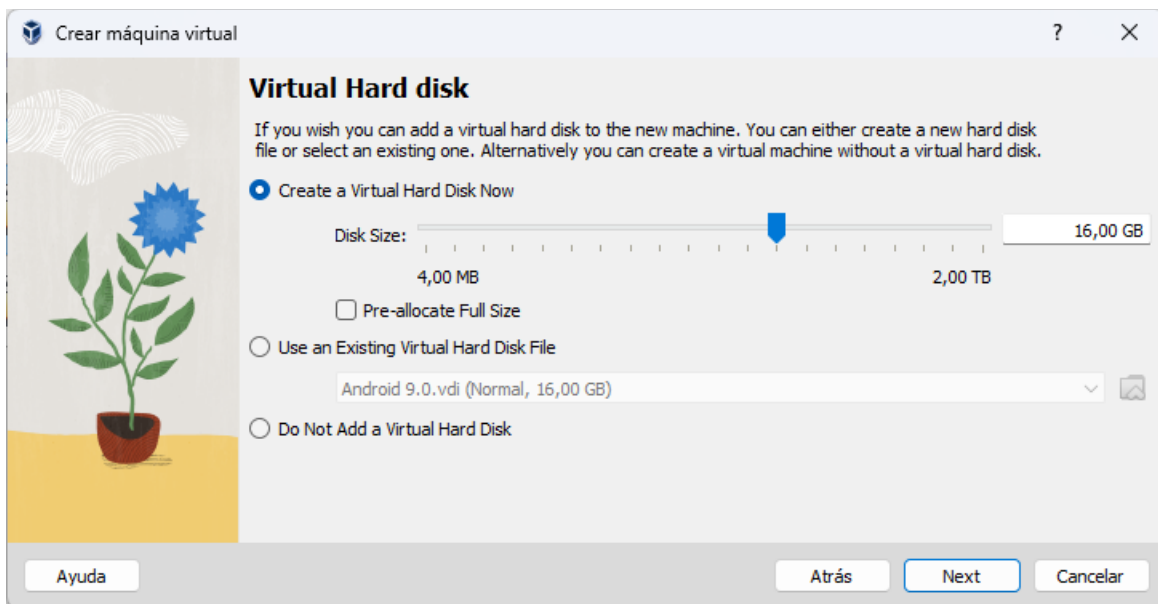 Crear máquina virtual
?
Virtual Hard disk
If you wish you can add a virtual hard disk to the new machine. You can either create a new hard disk
file or select an existing one. Alternatively you can create a virtual machine without a virtual hard disk.
Create a Virtual Hard Disk Now
Disk Size:
16,00 GB
4,00 MB
2,00 TB
Pre-allocate Full Size
Use an Existing Virtual Hard Disk File
Android 9.0.vdi (Normal, 16,00 GB)
Do Not Add a Virtual Hard Disk
Ayuda
Atrás
Next
Cancelar